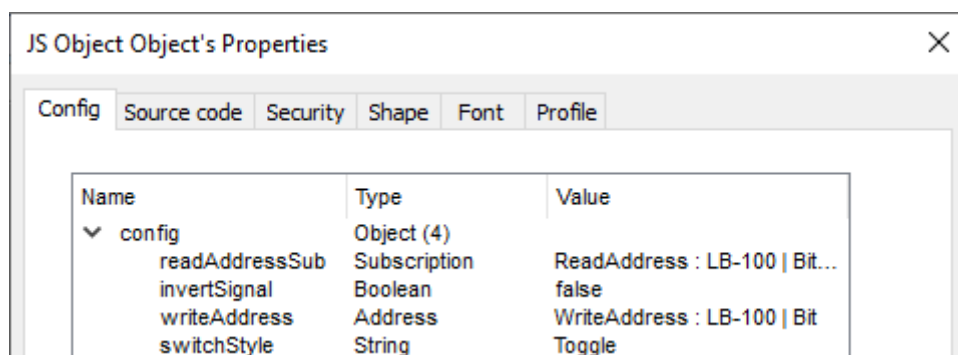 JS Object Object's Properties
Config Source code Security Shape Font Profile
Name Type Value
config Object (4)
readAddressSub Subscription ReadAddress : LB-100 | Bit...
invertSignal Boolean false
writeAddress Address WriteAddress : LB-100 | Bit
switchStyle String Toggle